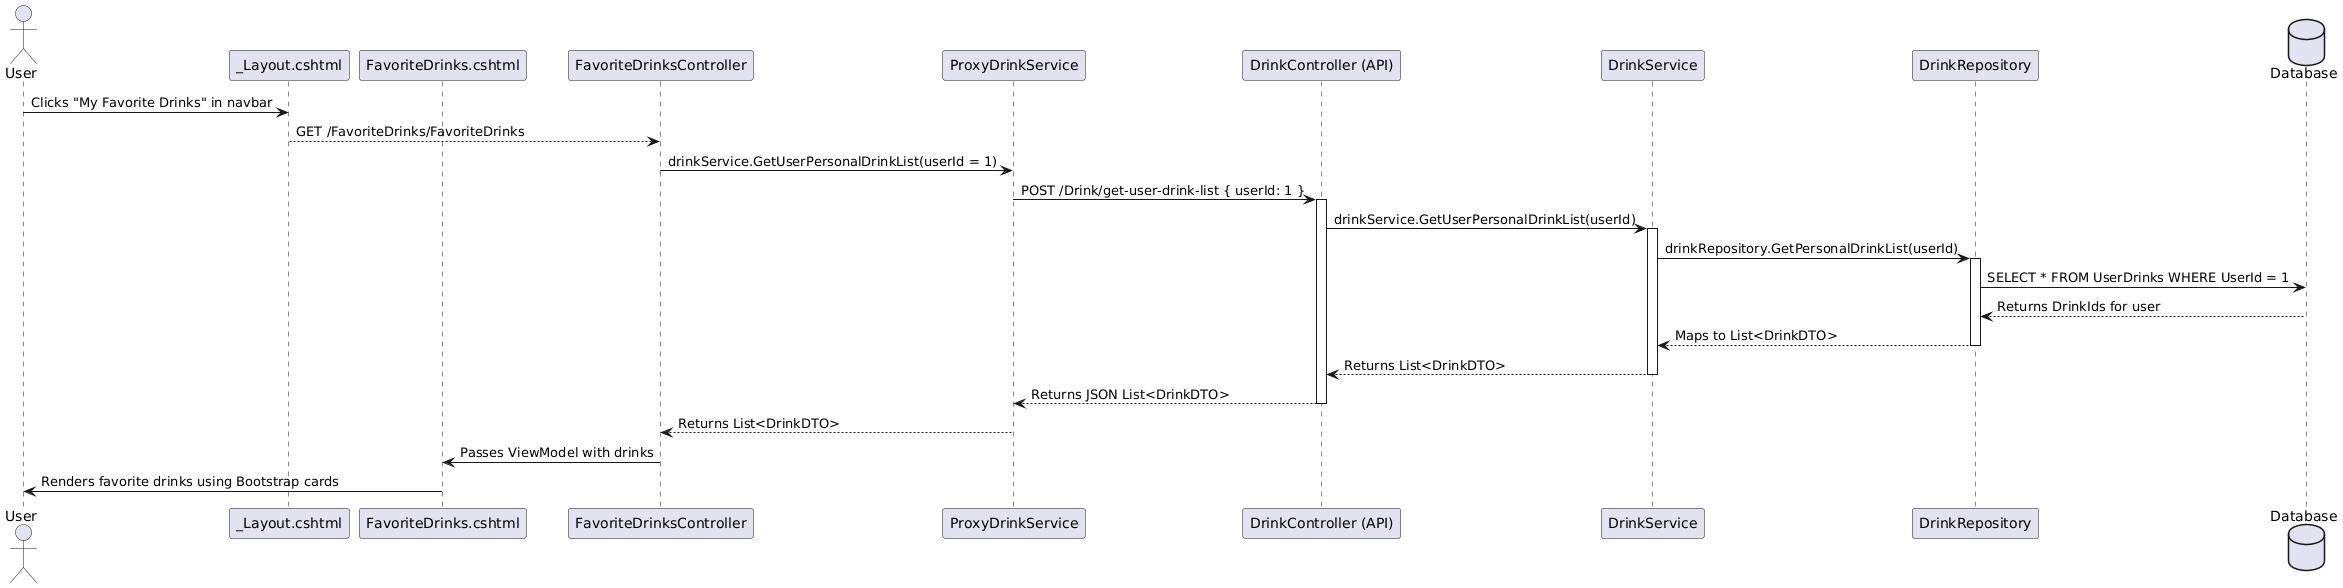 User
_Layout.cshtml
FavoriteDrinks.cshtml
FavoriteDrinksController
ProxyDrinkService
DrinkController (API)
DrinkService
DrinkRepository
Database
Clicks "My Favorite Drinks" in navbar
GET /FavoriteDrinks/FavoriteDrinks
drinkService.GetUserPersonalDrinkList(userId = 1)
POST /Drink/get-user-drink-list { userId: 1 }
drinkService.GetUserPersonalDrinkList(userId)
drinkRepository.GetPersonalDrinkList(userId)
SELECT * FROM UserDrinks WHERE UserId = 1
Returns DrinkIds for user
Maps to List<DrinkDTO>
Returns List<DrinkDTO>
Returns JSON List<DrinkDTO>
Returns List<DrinkDTO>
Passes ViewModel with drinks
Renders favorite drinks using Bootstrap cards
User
_Layout.cshtml
FavoriteDrinks.cshtml
FavoriteDrinksController
ProxyDrinkService
DrinkController (API)
DrinkService
DrinkRepository
Database